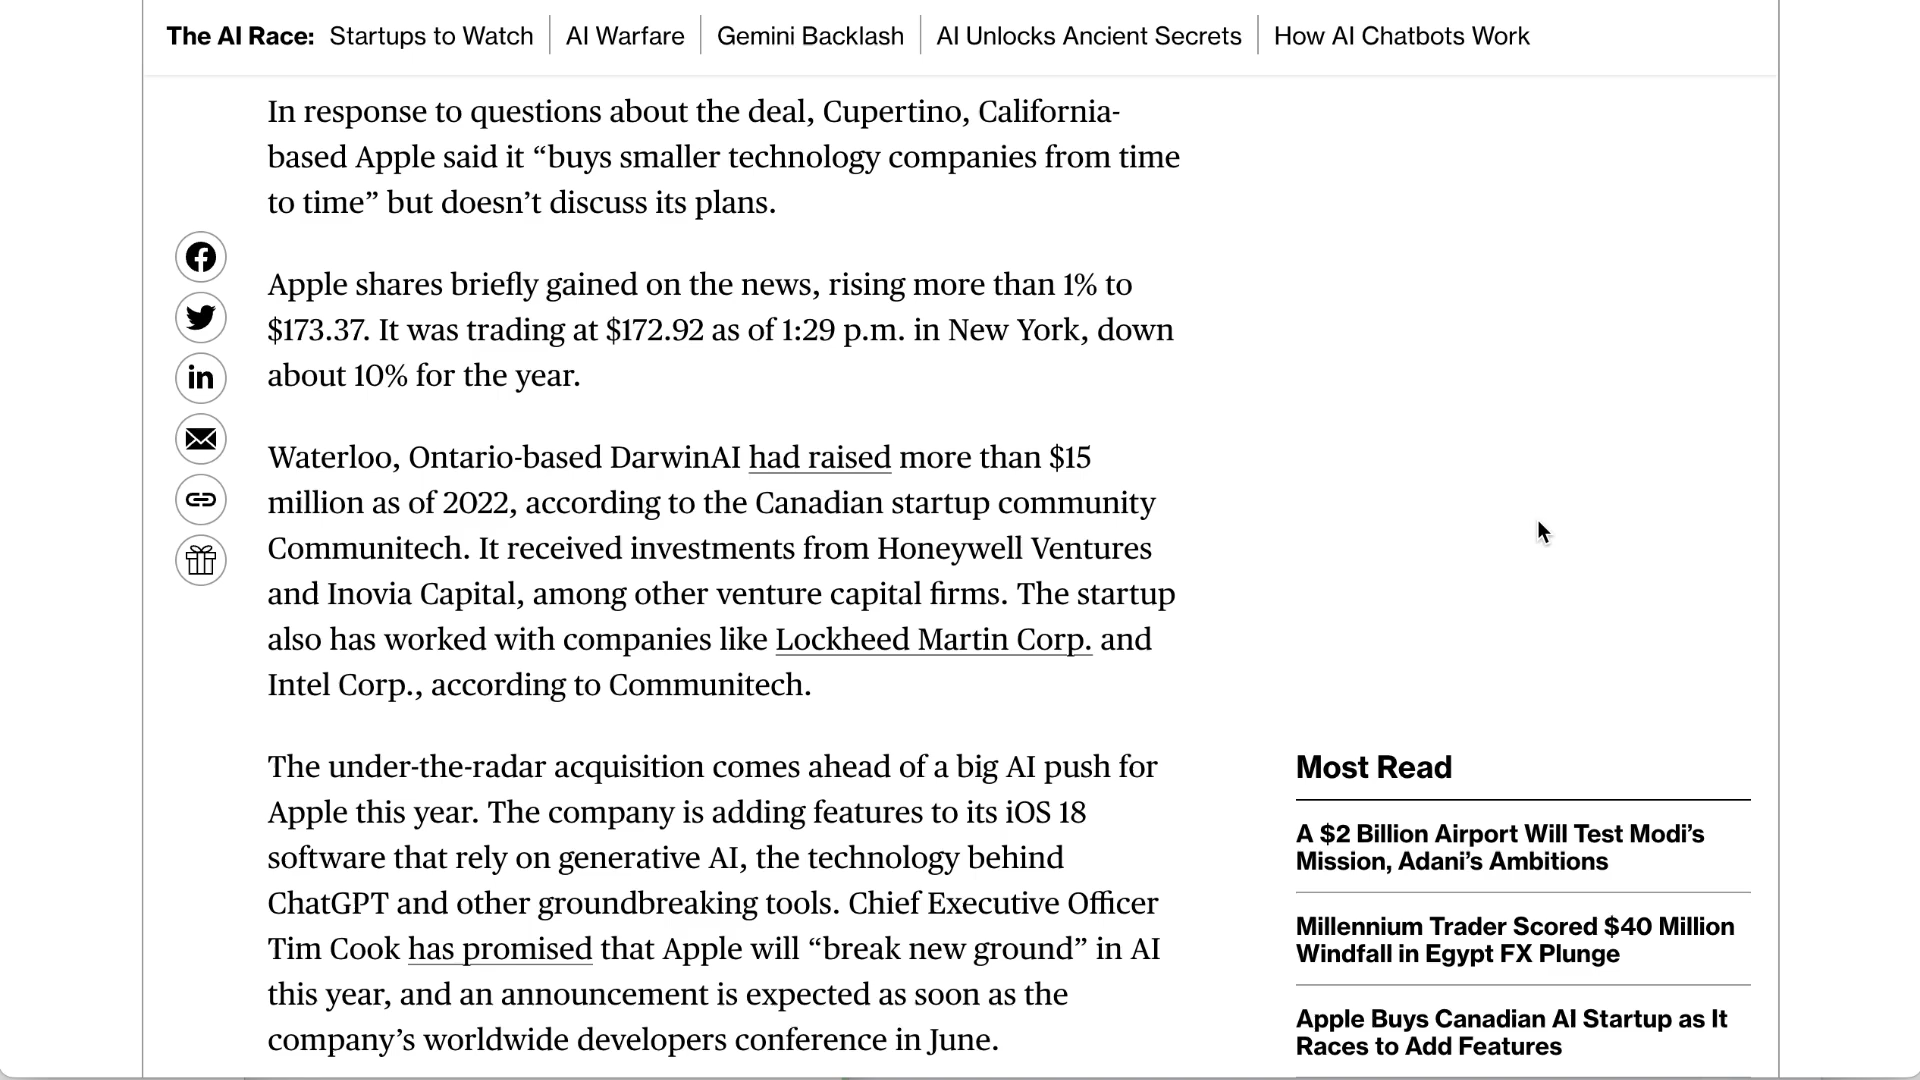 The AI Race: Startups to Watch AI Warfare Gemini Backlash AI Unlocks Ancient Secrets How AI Chatbots Work
In response to questions about the deal, Cupertino, California-
based Apple said it “buys smaller technology companies from time
to time” but doesn’t discuss its plans.
Apple shares briefly gained on the news, rising more than 1% to
$173.37. It was trading at $172.92 as of 1:29 p.m. in New York, down
about 10% for the year.
in
Waterloo, Ontario-based DarwinAI had raised more than $15
million as of 2022, according to the Canadian startup community
Communitech. It received investments from Honeywell Ventures
and Inovia Capital, among other venture capital firms. The startup
also has worked with companies like Lockheed Martin Corp. and
Intel Corp., according to Communitech.
The under-the-radar acquisition comes ahead of a big AI push for
Apple this year. The company is adding features to its iOS 18
software that rely on generative AI, the technology behind
ChatGPT and other groundbreaking tools. Chief Executive Officer
Tim Cook has promised that Apple will “break new ground” in AI
this year, and an announcement is expected as soon as the
company’s worldwide developers conference in June.
Most Read
A $2 Billion Airport Will Test Modi’s
Mission, Adani’s Ambitions
Millennium Trader Scored $40 Million
Windfall in Egypt FX Plunge
Apple Buys Canadian AI Startup as It
Races to Add Features